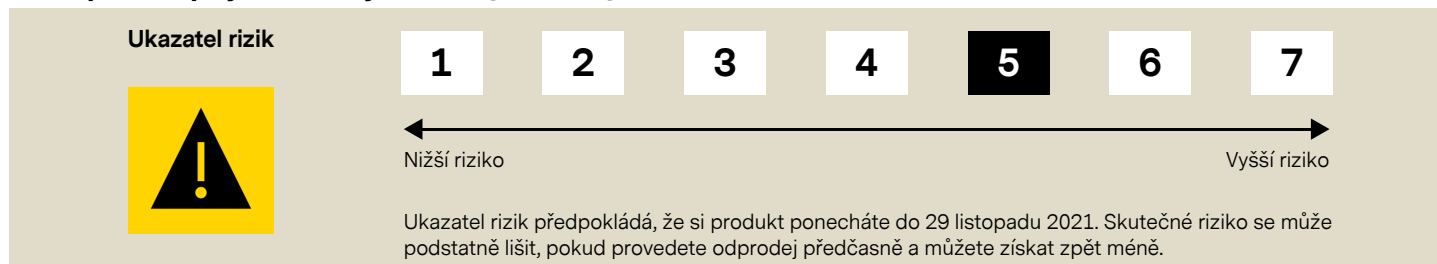 Ukazatel rizik
1 2 3 4 5 6 7
Nižší riziko Vyšší riziko
Ukazatel rizik předpokládá, že si produkt ponecháte do 29 listopadu 2021. Skutečné riziko se může
podstatně lišit, pokud provedete odprodej předčasně a můžete získat zpět méně.